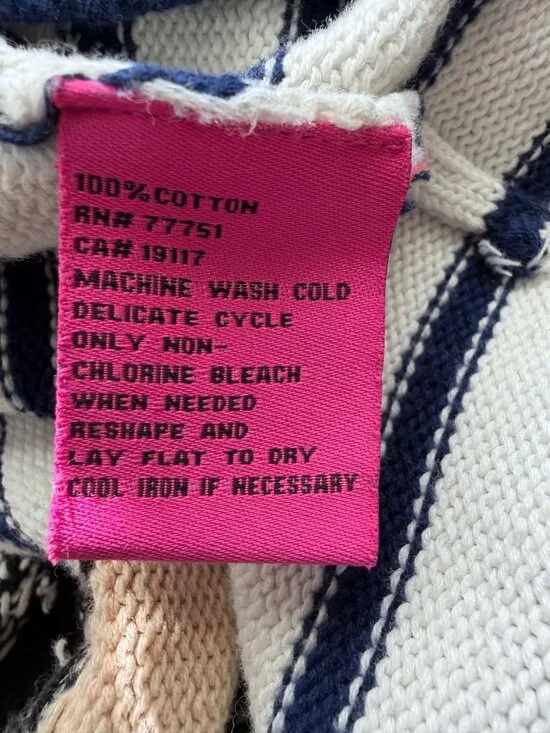 100% COTTON
RN# 77751
CA# 19117
MACHINE WASH COLD
DELICATE CYCLE
ONLY NON-
CHLORINE BLEACH
WHEN NEEDED
RESHAPE AND
LAY FLAT TO DRY
COOL IRON IF NECESSARY